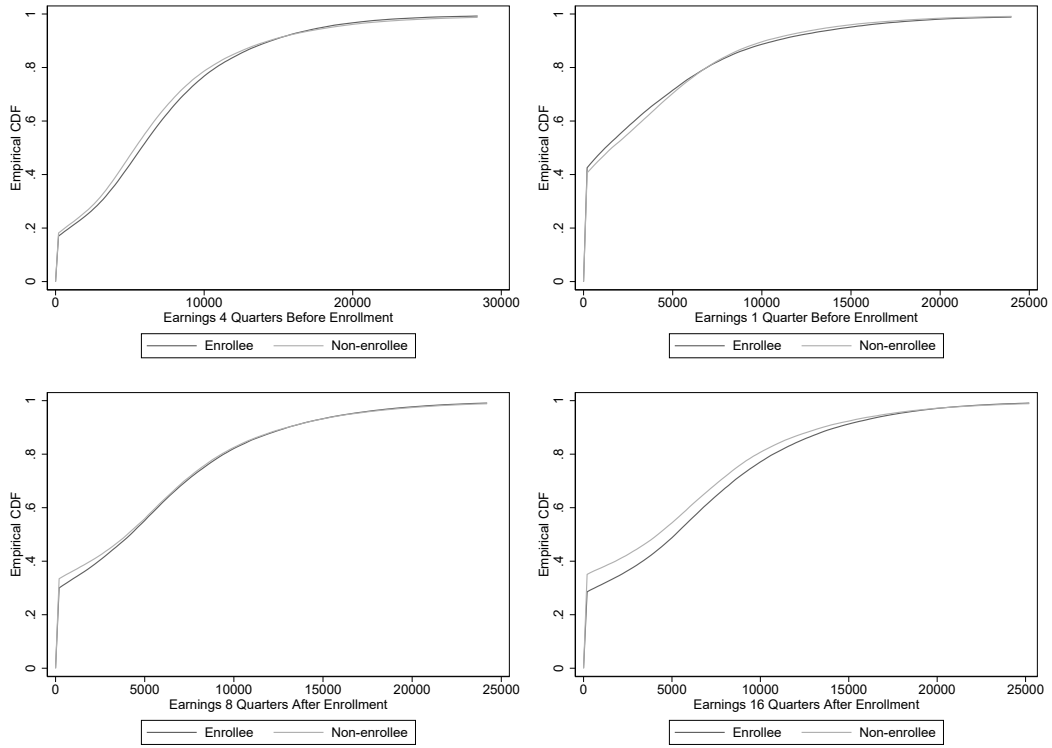 Empirical CDF
0 .2 .4 .6 .8 1
0 10000 20000 30000
Earnings 4 Quarters Before Enrollment
Enrollee Non-enrollee
Empirical CDF
0 .2 .4 .6 .8 1
0 5000 10000 15000 20000 25000
Earnings 1 Quarter Before Enrollment
Enrollee Non-enrollee
Empirical CDF
0 .2 .4 .6 .8 1
0 5000 10000 15000 20000 25000
Earnings 8 Quarters After Enrollment
Enrollee Non-enrollee
Empirical CDF
0 .2 .4 .6 .8 1
0 5000 10000 15000 20000 25000
Earnings 16 Quarters After Enrollment
Enrollee Non-enrollee